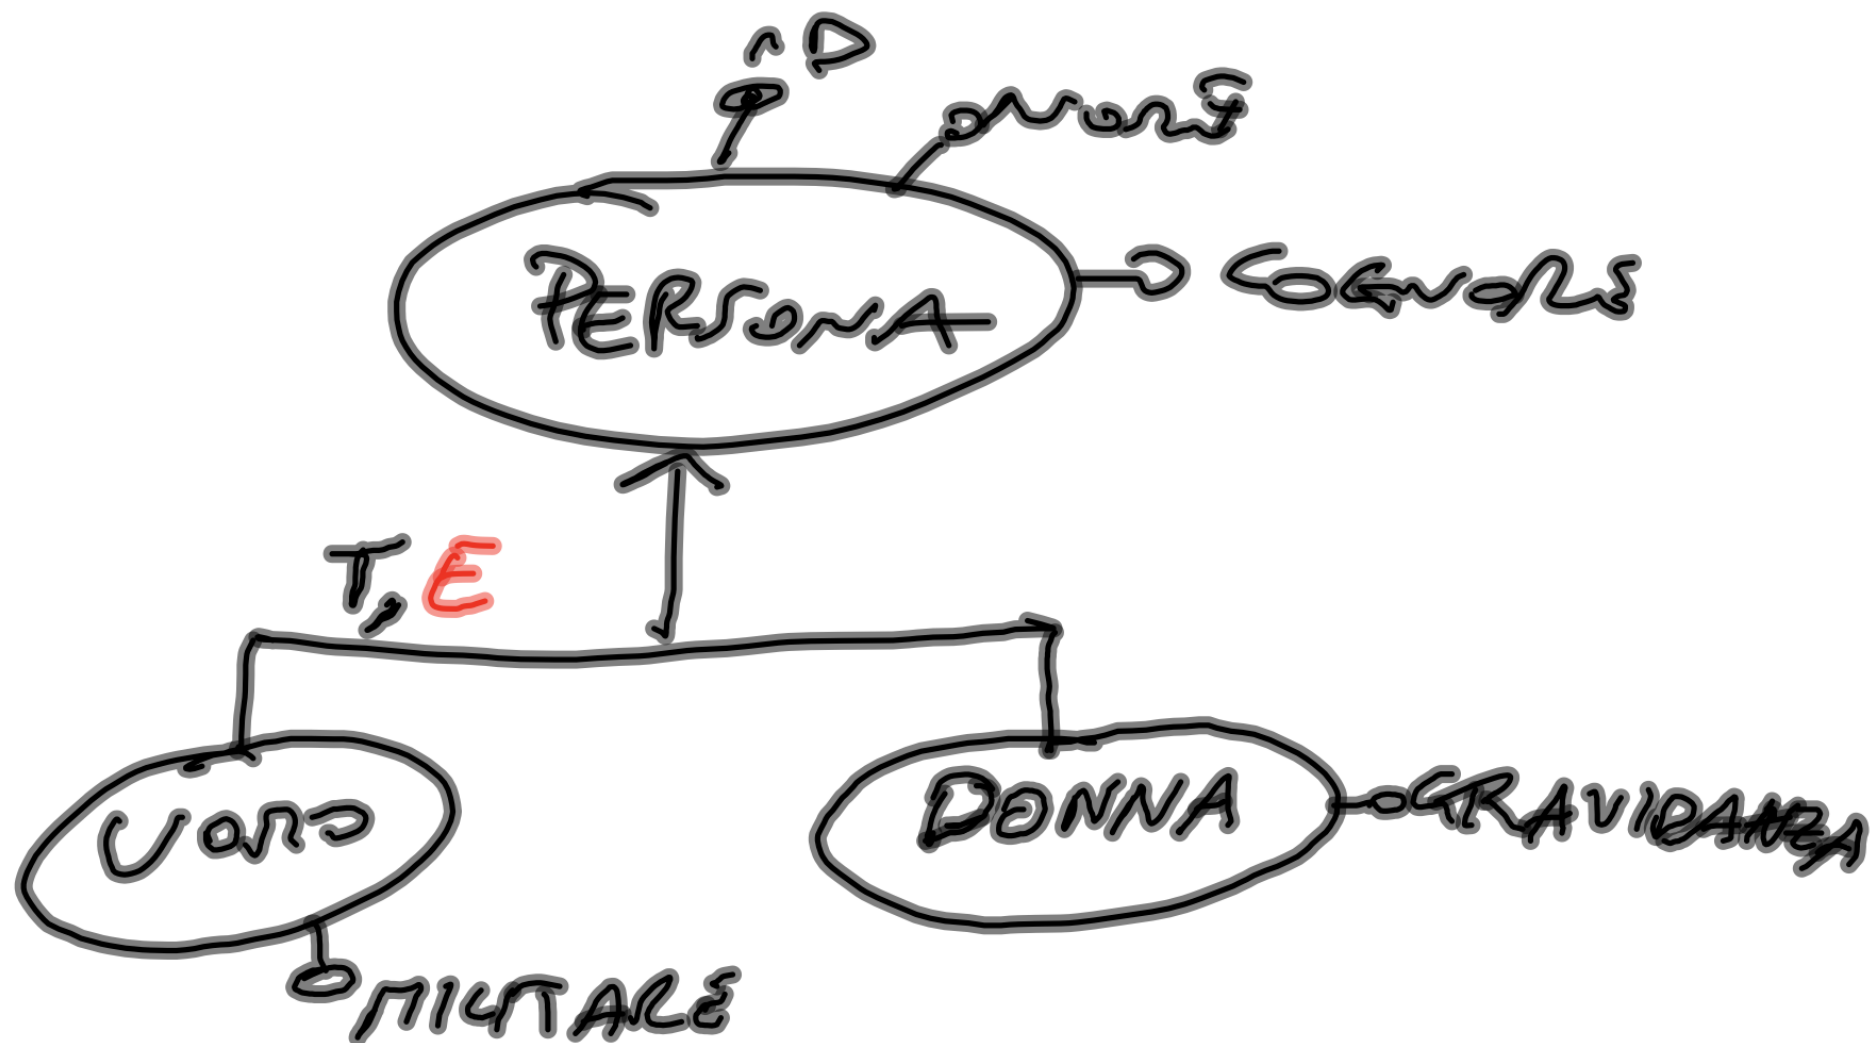 ID
NOME
COGNOME
PERSONA
T, E
UOMO
DONNA
GRAVIDANZA
MILITARE